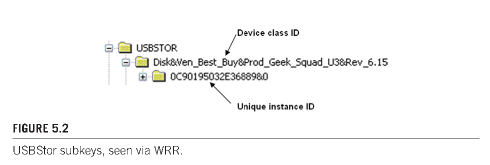 Device class ID
USBSTOR
Disk&Ven_Best_Buy&Prod_Geek_Squad_U3&Rev_6.15
0C90195032E36889&0
Unique instance ID
FIGURE 5.2
USBStor subkeys, seen via WRR.